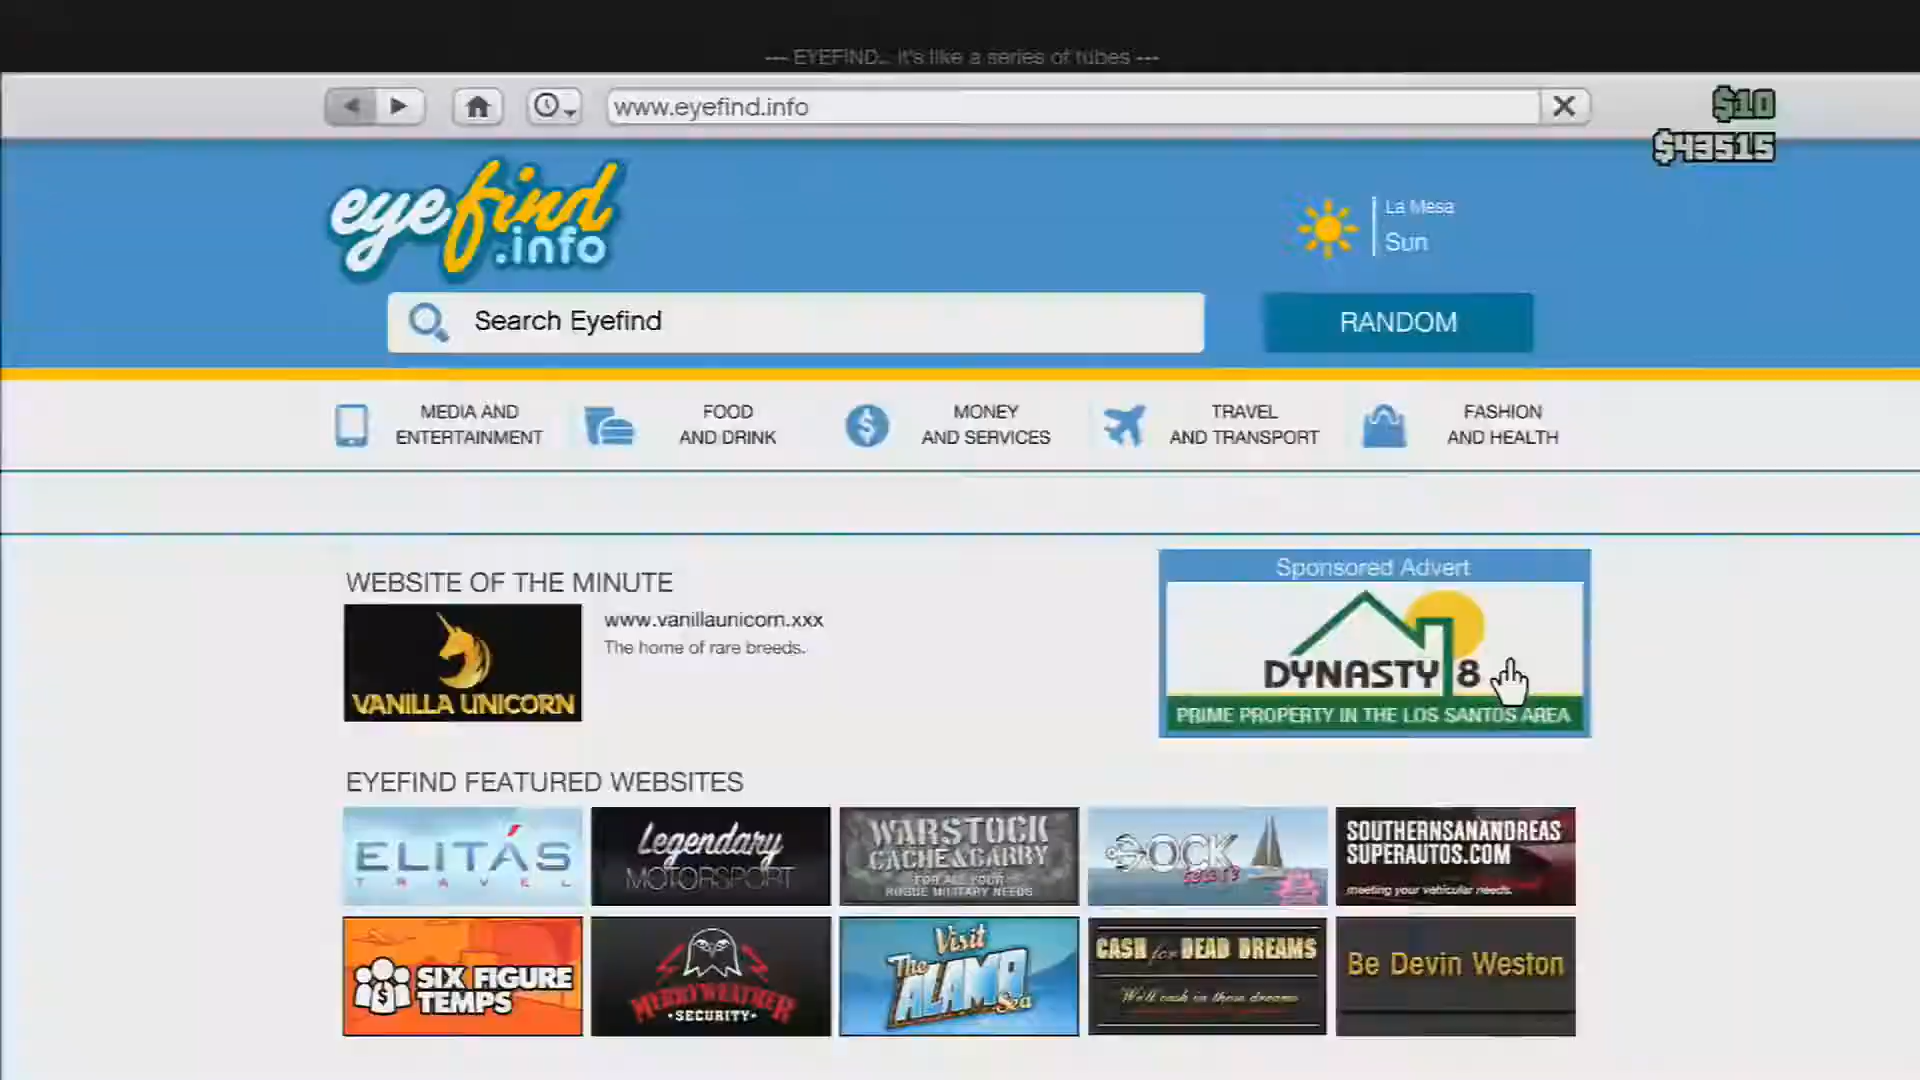 --- EYEFIND... It's like a series of tubes ---
www.eyefind.info
$10
$43515
eyefind
.info
La Mesa
Sun
Search Eyefind
RANDOM
MEDIA AND
ENTERTAINMENT
FOOD
AND DRINK
MONEY
AND SERVICES
TRAVEL
AND TRANSPORT
FASHION
AND HEALTH
WEBSITE OF THE MINUTE
VANILLA UNICORN
www.vanillaunicorn.xxx
The home of rare breeds.
Sponsored Advert
DYNASTY 8
PRIME PROPERTY IN THE LOS SANTOS AREA
EYEFIND FEATURED WEBSITES
ELITÁS
TRAVEL
Legendary
MOTORSPORT
WARSTOCK
CACHE & CARRY
FOR ALL YOUR
ROGUE MILITARY NEEDS
DOCK
TEASE
SOUTHERNSANANDREAS
SUPERAUTOS.COM
meeting your vehicular needs.
SIX FIGURE
TEMPS
MERRYWEATHER
·SECURITY·
Visit
The
ALAMO
Sea
CASH for DEAD DREAMS
We'll cash in those dreams
Be Devin Weston